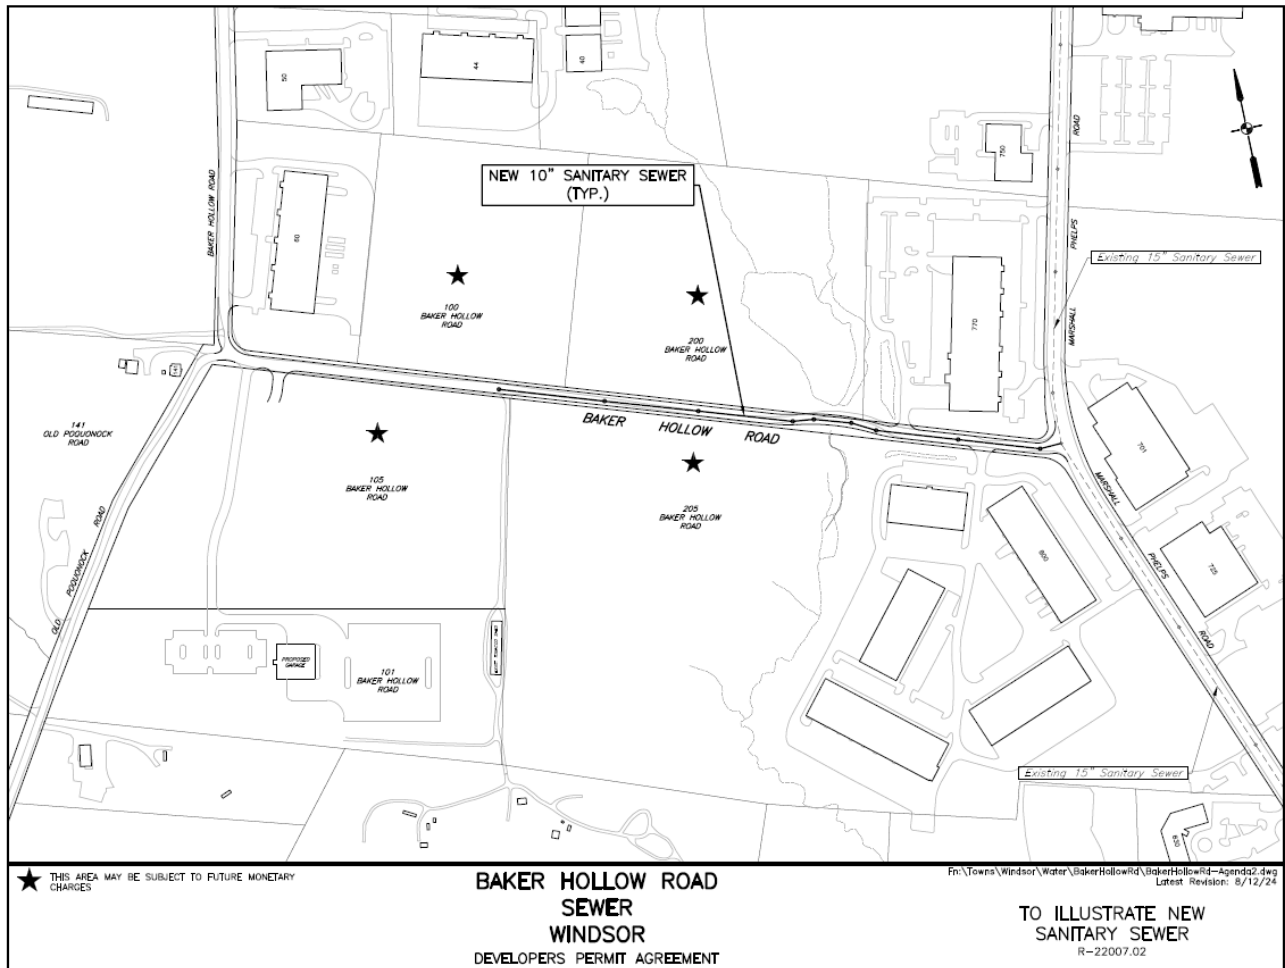 50
44
40
BAKER HOLLOW ROAD
60
NEW 10" SANITARY SEWER
(TYP.)
750
MARSHALL PHELPS ROAD
Existing 15" Sanitary Sewer
100
BAKER HOLLOW
ROAD
200
BAKER HOLLOW
ROAD
770
BAKER HOLLOW ROAD
141
OLD POQUONOCK
ROAD
105
BAKER HOLLOW
ROAD
205
BAKER HOLLOW
ROAD
701
MARSHALL PHELPS ROAD
725
800
OLD POQUONOCK ROAD
PROPOSED
GARAGE
101
BAKER HOLLOW
ROAD
Existing 15" Sanitary Sewer
830
THIS AREA MAY BE SUBJECT TO FUTURE MONETARY
CHARGES
BAKER HOLLOW ROAD
SEWER
WINDSOR
DEVELOPERS PERMIT AGREEMENT
Fn:\Towns\Windsor\Water\BakerHollowRd\BakerHollowRd-Agenda2.dwg
Latest Revision: 8/12/24
TO ILLUSTRATE NEW
SANITARY SEWER
R-22007.02